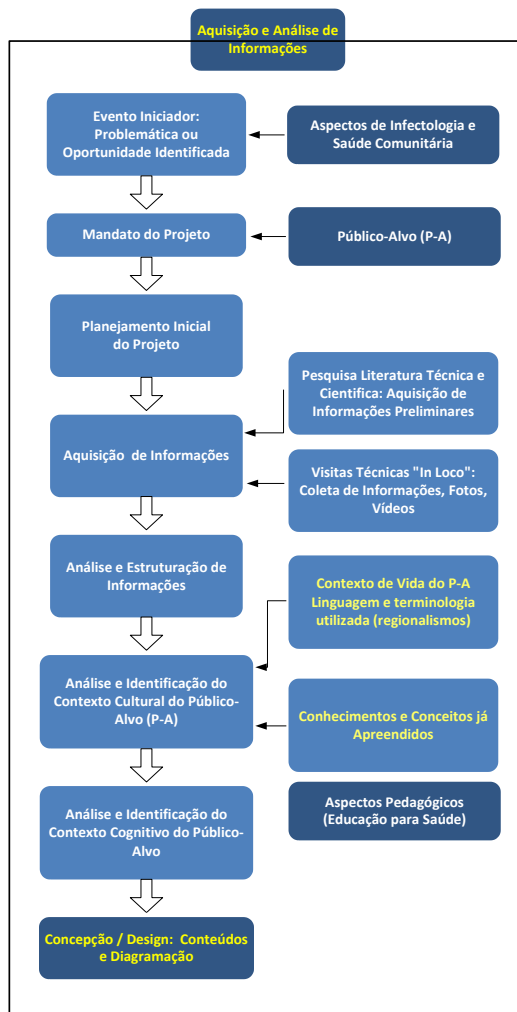 Aquisição e Análise de
Informações
Evento Iniciador:
Problemática ou
Oportunidade Identificada
Aspectos de Infectologia e
Saúde Comunitária
Mandato do Projeto
Público-Alvo (P-A)
Planejamento Inicial
do Projeto
Pesquisa Literatura Técnica e
Cientifica: Aquisição de
Informações Preliminares
Aquisição de Informações
Visitas Técnicas "In Loco":
Coleta de Informações, Fotos,
Vídeos
Análise e Estruturação de
Informações
Contexto de Vida do P-A
Linguagem e terminologia
utilizada (regionalismos)
Análise e Identificação do
Contexto Cultural do Público-
Alvo (P-A)
Conhecimentos e Conceitos já
Apreendidos
Análise e Identificação do
Contexto Cognitivo do Público-
Alvo
Aspectos Pedagógicos
(Educação para Saúde)
Concepção / Design: Conteúdos
e Diagramação